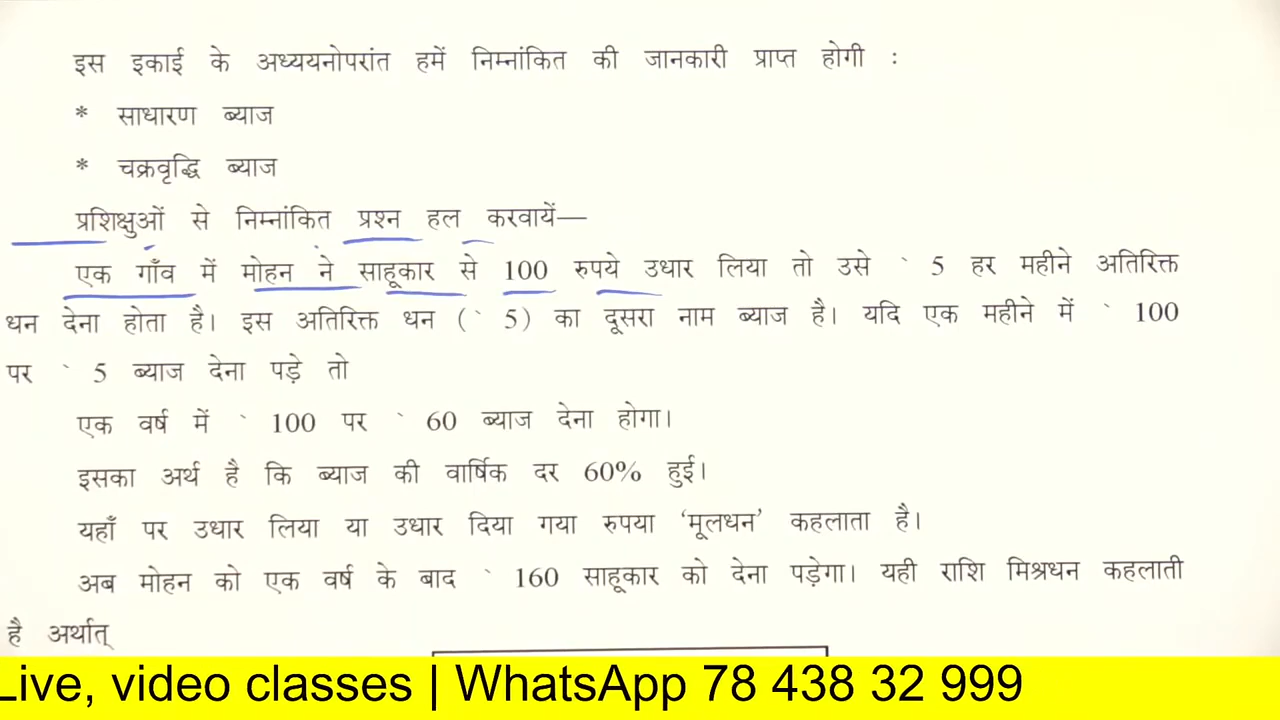 इस इकाई के अध्ययनोपरांत हमें निम्नांकित की जानकारी प्राप्त होगी :
* साधारण ब्याज
* चक्रवृद्धि ब्याज
प्रशिक्षुओं से निम्नांकित प्रश्न हल करवायें—
एक गाँव में मोहन ने साहूकार से 100 रुपये उधार लिया तो उसे ` 5 हर महीने अतिरिक्त
धन देना होता है। इस अतिरिक्त धन (` 5) का दूसरा नाम ब्याज है। यदि एक महीने में ` 100
पर ` 5 ब्याज देना पड़े तो
एक वर्ष में ` 100 पर ` 60 ब्याज देना होगा।
इसका अर्थ है कि ब्याज की वार्षिक दर 60% हुई।
यहाँ पर उधार लिया या उधार दिया गया रुपया ‘मूलधन’ कहलाता है।
अब मोहन को एक वर्ष के बाद ` 160 साहूकार को देना पड़ेगा। यही राशि मिश्रधन कहलाती
है अर्थात्
Live, video classes | WhatsApp 78 438 32 999